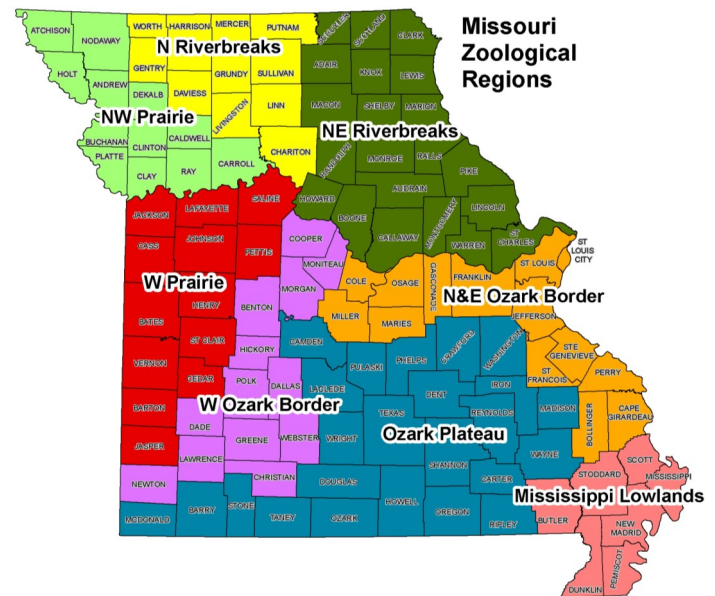 Missouri
Zoological
Regions
ATCHISON
NODAWAY
WORTH
HARRISON
MERCER
PUTNAM
SCHUYLER
SCOTLAND
CLARK
N Riverbreaks
HOLT
ANDREW
GENTRY
GRUNDY
SULLIVAN
ADAIR
KNOX
LEWIS
DEKALB
DAVIESS
LIVINGSTON
LINN
MACON
SHELBY
MARION
NW Prairie
NE Riverbreaks
BUCHANAN
CLINTON
CALDWELL
CHARITON
RANDOLPH
MONROE
RALLS
PIKE
PLATTE
CLAY
RAY
CARROLL
AUDRAIN
JACKSON
LAFAYETTE
SALINE
HOWARD
BOONE
CALLAWAY
MONTGOMERY
LINCOLN
WARREN
ST
CHARLES
ST
LOUIS
CITY
CASS
JOHNSON
PETTIS
COOPER
MONITEAU
COLE
OSAGE
GASCONADE
FRANKLIN
ST LOUIS
W Prairie
MORGAN
N&E Ozark Border
HENRY
BENTON
MILLER
MARIES
JEFFERSON
BATES
ST CLAIR
HICKORY
CAMDEN
PULASKI
PHELPS
CRAWFORD
WASHINGTON
STE
GENEVIEVE
VERNON
CEDAR
POLK
DALLAS
LACLEDE
DENT
IRON
ST
FRANCOIS
PERRY
W Ozark Border
BARTON
DADE
TEXAS
REYNOLDS
MADISON
BOLLINGER
CAPE
GIRARDEAU
JASPER
GREENE
WEBSTER
WRIGHT
Ozark Plateau
WAYNE
LAWRENCE
SHANNON
SCOTT
NEWTON
CHRISTIAN
DOUGLAS
CARTER
STODDARD
MISSISSIPPI
Mississippi Lowlands
MCDONALD
BARRY
STONE
TANEY
OZARK
HOWELL
OREGON
RIPLEY
BUTLER
NEW
MADRID
PEMISCOT
DUNKLIN